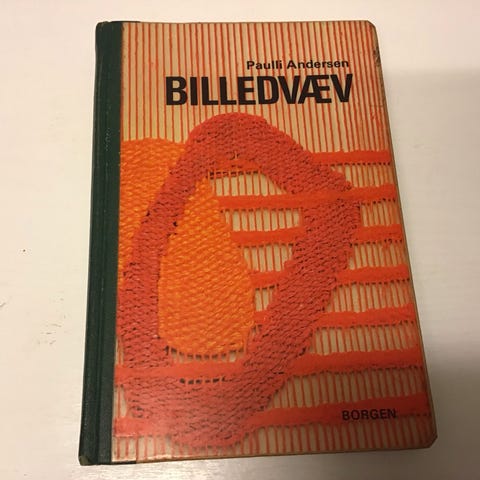 Paulli Andersen
BILLEDVÆV
BORGEN